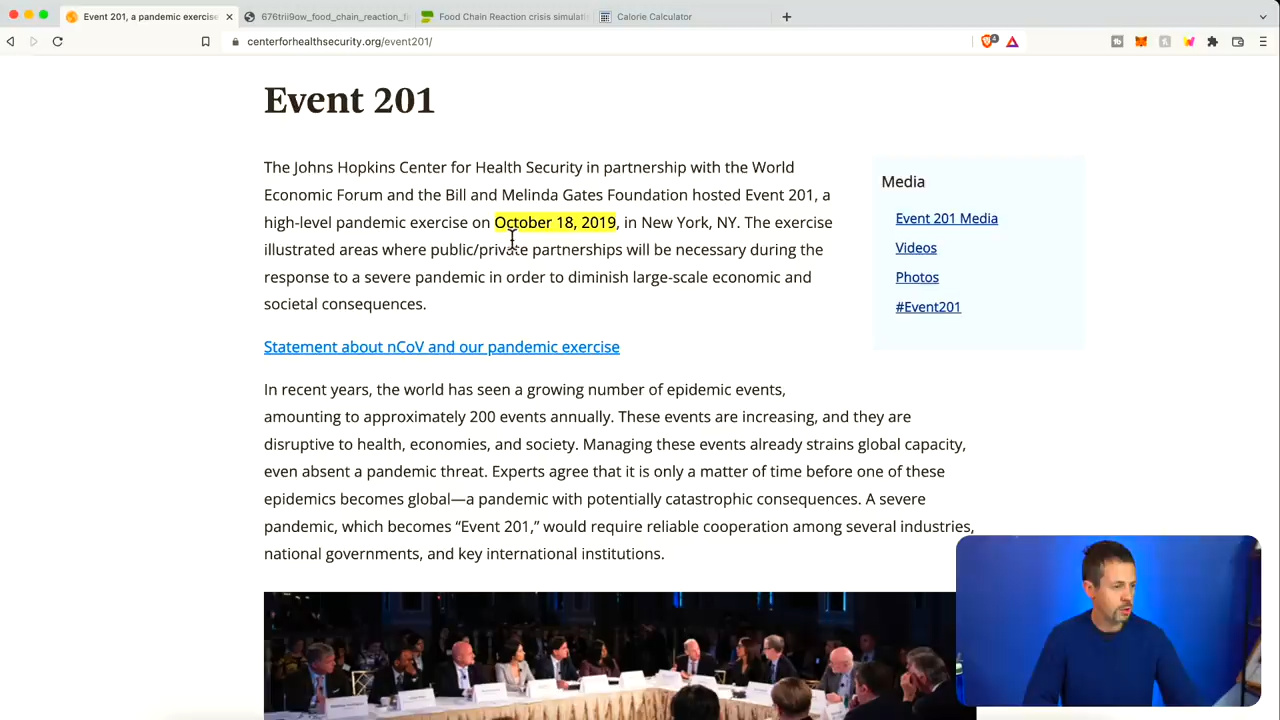 Event 201, a pandemic exercise
676trii9ow_food_chain_reaction_fi
Food Chain Reaction crisis simulati
Calorie Calculator
centerforhealthsecurity.org/event201/
Event 201
The Johns Hopkins Center for Health Security in partnership with the World
Economic Forum and the Bill and Melinda Gates Foundation hosted Event 201, a
high-level pandemic exercise on October 18, 2019, in New York, NY. The exercise
illustrated areas where public/private partnerships will be necessary during the
response to a severe pandemic in order to diminish large-scale economic and
societal consequences.
Media
Event 201 Media
Videos
Photos
#Event201
Statement about nCoV and our pandemic exercise
In recent years, the world has seen a growing number of epidemic events,
amounting to approximately 200 events annually. These events are increasing, and they are
disruptive to health, economies, and society. Managing these events already strains global capacity,
even absent a pandemic threat. Experts agree that it is only a matter of time before one of these
epidemics becomes global—a pandemic with potentially catastrophic consequences. A severe
pandemic, which becomes “Event 201,” would require reliable cooperation among several industries,
national governments, and key international institutions.